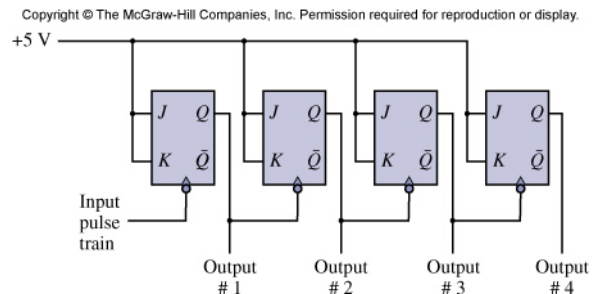 Copyright © The McGraw-Hill Companies, Inc. Permission required for reproduction or display.
+5 V
J Q J Q J Q J Q
K Q̄ K Q̄ K Q̄ K Q̄
Input
pulse
train
Output
# 1
Output
# 2
Output
# 3
Output
# 4